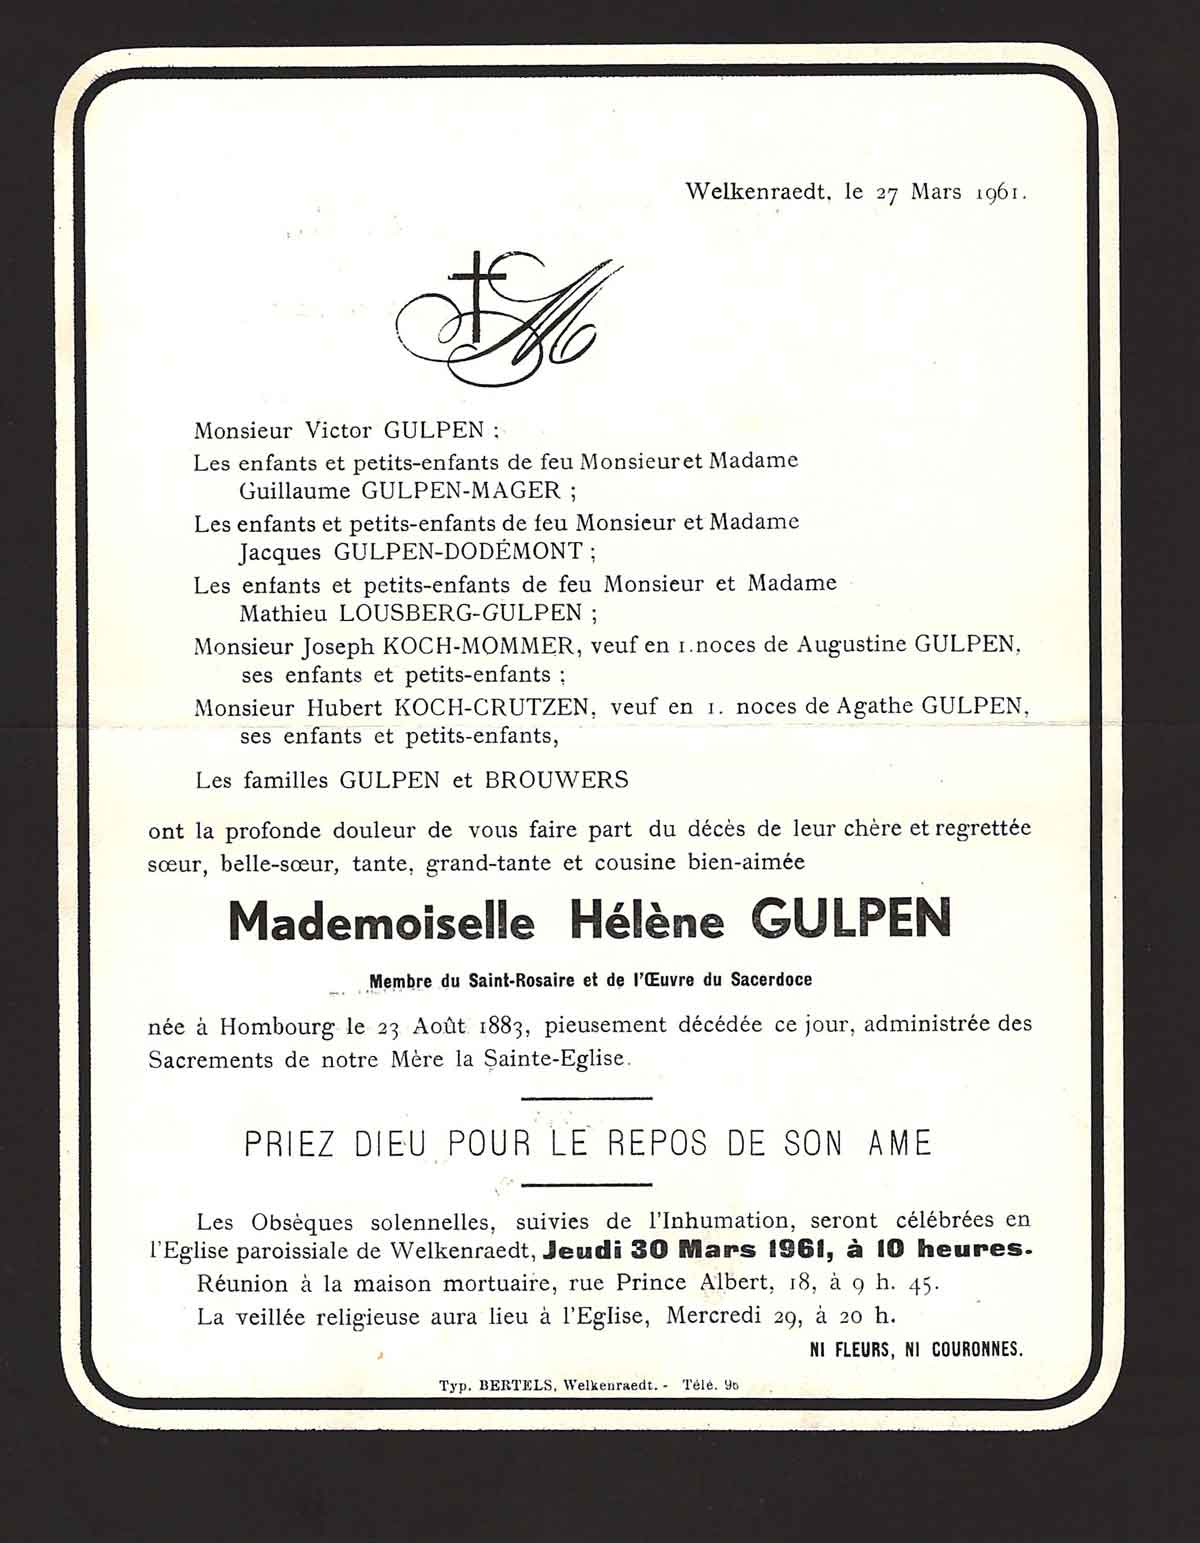 Welkenraedt, le 27 Mars 1961.
M
Monsieur Victor GULPEN ;
Les enfants et petits-enfants de feu Monsieur et Madame
Guillaume GULPEN-MAGER ;
Les enfants et petits-enfants de feu Monsieur et Madame
Jacques GULPEN-DODÉMONT ;
Les enfants et petits-enfants de feu Monsieur et Madame
Mathieu LOUSBERG-GULPEN ;
Monsieur Joseph KOCH-MOMMER, veuf en 1. noces de Augustine GULPEN,
ses enfants et petits-enfants ;
Monsieur Hubert KOCH-CRUTZEN, veuf en 1. noces de Agathe GULPEN,
ses enfants et petits-enfants,
Les familles GULPEN et BROUWERS
ont la profonde douleur de vous faire part du décès de leur chère et regrettée
sœur, belle-sœur, tante, grand-tante et cousine bien-aimée
Mademoiselle Hélène GULPEN
Membre du Saint-Rosaire et de l'Œuvre du Sacerdoce
née à Hombourg le 23 Août 1883, pieusement décédée ce jour, administrée des
Sacrements de notre Mère la Sainte-Eglise.
PRIEZ DIEU POUR LE REPOS DE SON AME
Les Obsèques solennelles, suivies de l'Inhumation, seront célébrées en
l'Eglise paroissiale de Welkenraedt, Jeudi 30 Mars 1961, à 10 heures.
Réunion à la maison mortuaire, rue Prince Albert, 18, à 9 h. 45.
La veillée religieuse aura lieu à l'Eglise, Mercredi 29, à 20 h.
NI FLEURS, NI COURONNES.
Typ. BERTELS, Welkenraedt. - Télé.